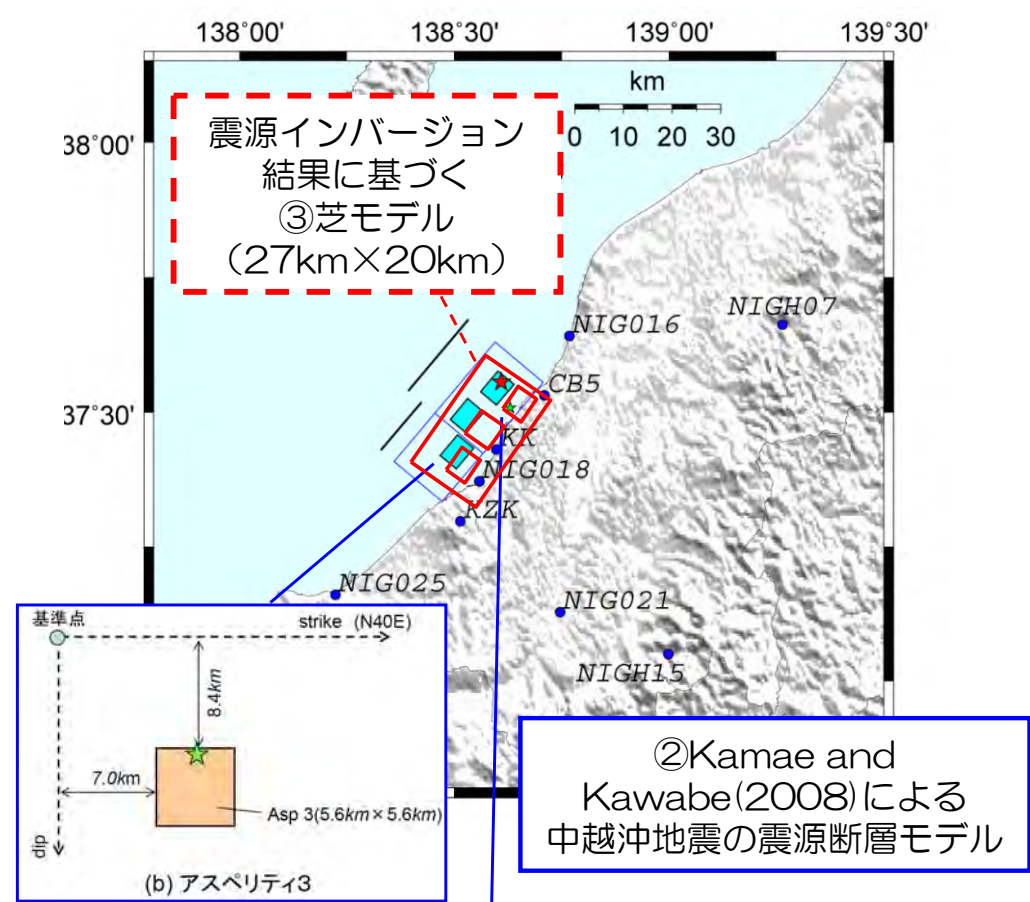 138°00'
138°30'
139°00'
139°30'
km
0 10 20 30
38°00'
震源インバージョン
結果に基づく
③芝モデル
（27km×20km）
NIGH07
NIG016
CB5
37°30'
KK
NIG018
KZK
NIG025
NIG021
NIGH15
基準点
strike (N40E)
8.4km
7.0km
Asp 3(5.6km×5.6km)
dip
(b) アスペリティ3
②Kamae and
Kawabe(2008)による
中越沖地震の震源断層モデル